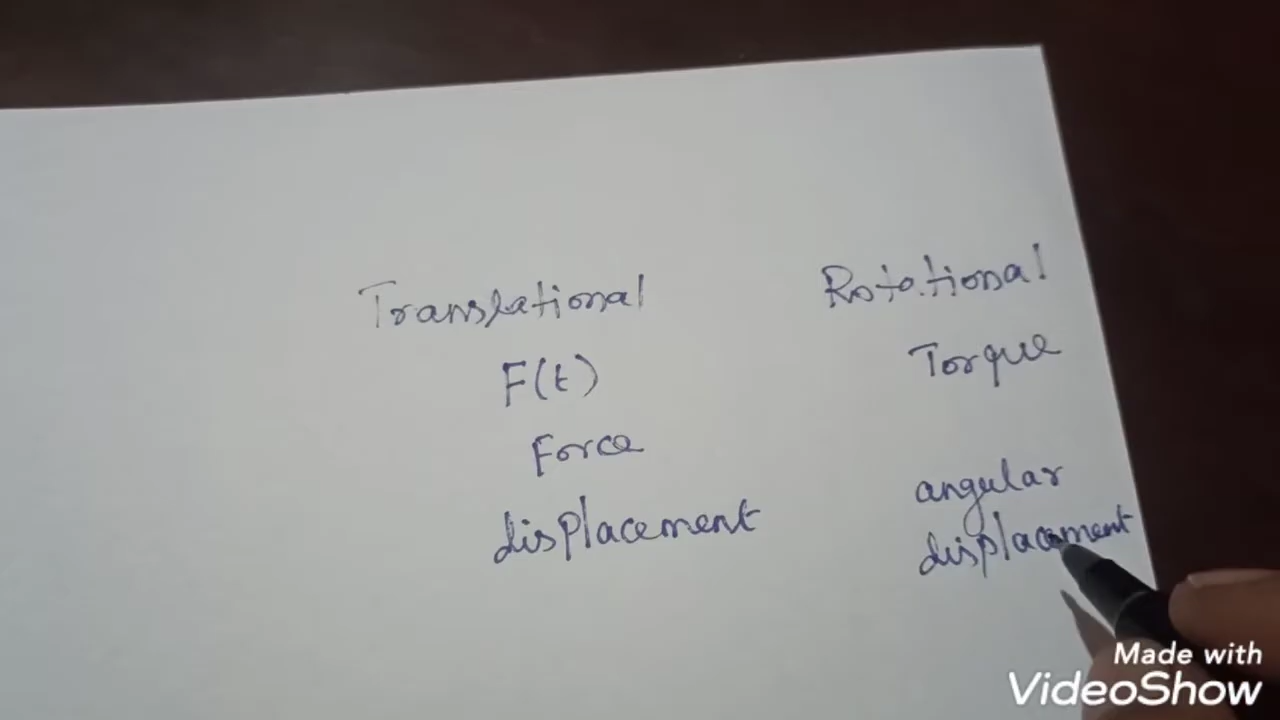 Translational Rotational
F(t) Torque
Force
displacement angular
displacement
Made with
VideoShow